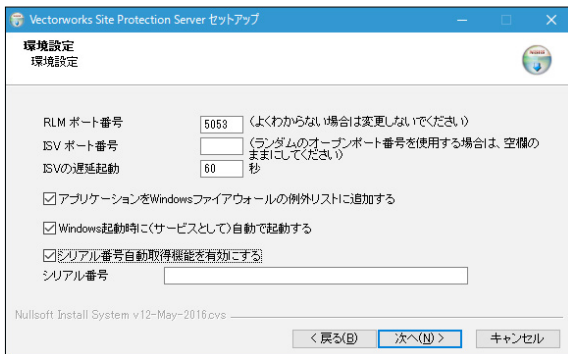 Vectorworks Site Protection Server セットアップ
環境設定
環境設定
RLM ポート番号 5053 (よくわからない場合は変更しないでください)
ISV ポート番号 (ランダムのオープンポート番号を使用する場合は、空欄の
ままにしてください)
ISVの遅延起動 60 秒
アプリケーションをWindowsファイアウォールの例外リストに追加する
Windows起動時に(サービスとして)自動で起動する
シリアル番号自動取得機能を有効にする
シリアル番号
Nullsoft Install System v12-May-2016.cvs
< 戻る(B) 次へ(N) > キャンセル